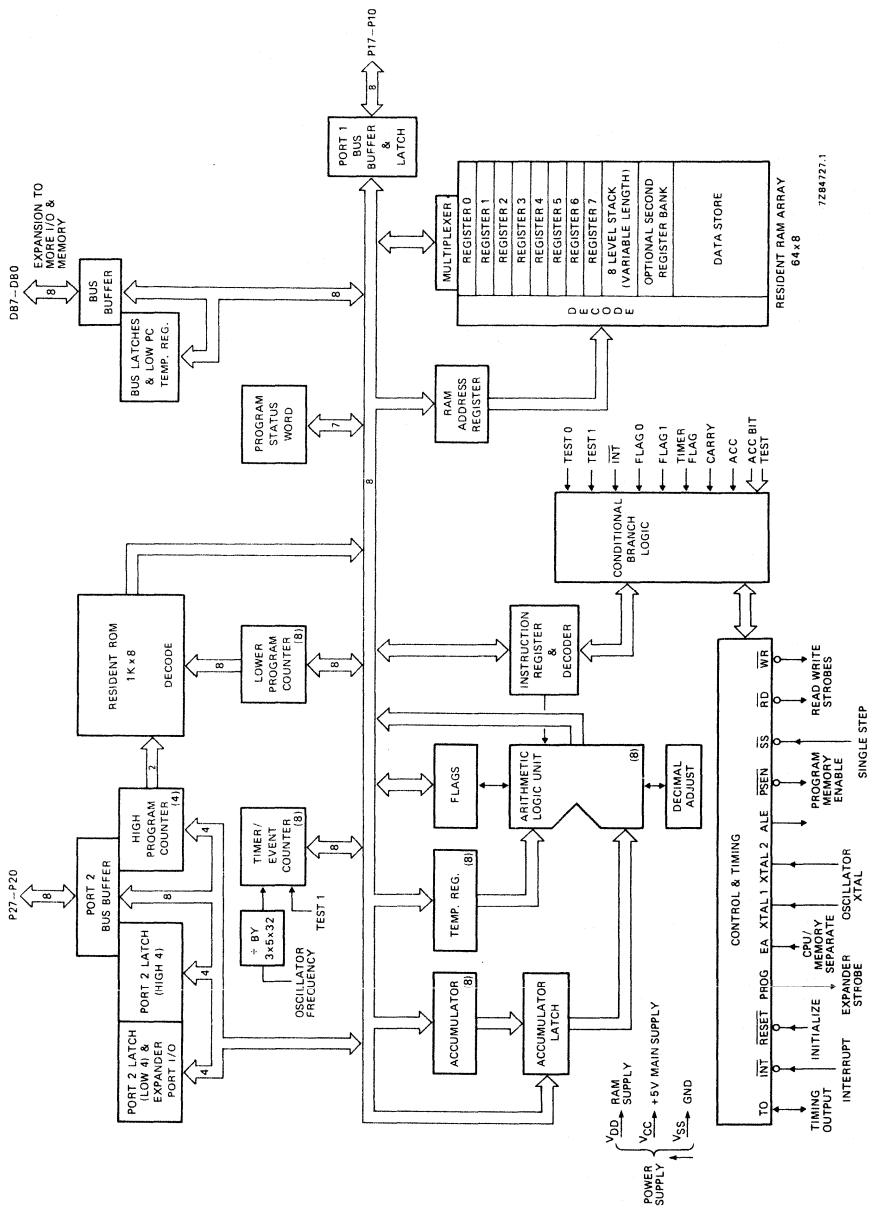 P27–P20
8
PORT 2
BUS BUFFER
PORT 2 LATCH
(LOW 4) &
EXPANDER
PORT I/O
PORT 2 LATCH
(HIGH 4)
HIGH
PROGRAM
COUNTER
(4)
4
4
8
4
2
RESIDENT ROM
1K x 8
DECODE
8
LOWER
PROGRAM
COUNTER
(8)
8
OSCILLATOR
FRECUENCY
÷ BY
3x5x32
TEST 1
TIMER/
EVENT
COUNTER
(8)
8
PROGRAM
STATUS
WORD
7
DB7–DB0
8
EXPANSION TO
MORE I/O &
MEMORY
BUS
BUFFER
BUS LATCHES
& LOW PC
TEMP. REG.
8
8
PORT 1
BUS
BUFFER
&
LATCH
8
P17–P10
ACCUMULATOR
(8)
ACCUMULATOR
LATCH
TEMP. REG.
(8)
FLAGS
ARITHMETIC
LOGIC UNIT
(8)
DECIMAL
ADJUST
INSTRUCTION
REGISTER
&
DECODER
RAM
ADDRESS
REGISTER
MULTIPLEXER
DECODE
REGISTER 0
REGISTER 1
REGISTER 2
REGISTER 3
REGISTER 4
REGISTER 5
REGISTER 6
REGISTER 7
8 LEVEL STACK
(VARIABLE LENGTH)
OPTIONAL SECOND
REGISTER BANK
DATA STORE
RESIDENT RAM ARRAY
64x8
CONDITIONAL
BRANCH
LOGIC
TEST 0
TEST 1
INT
FLAG 0
FLAG 1
TIMER
FLAG
CARRY
ACC
ACC BIT
TEST
POWER
SUPPLY
VDD RAM
SUPPLY
VCC +5V MAIN SUPPLY
VSS GND
CONTROL & TIMING
TO INT RESET PROG EA XTAL 1 XTAL 2 ALE PSEN SS RD WR
TIMING
OUTPUT
INTERRUPT
INITIALIZE
EXPANDER
STROBE
CPU/
MEMORY
SEPARATE
OSCILLATOR
XTAL
PROGRAM
MEMORY
ENABLE
SINGLE STEP
READ WRITE
STROBES
7Z84727.1